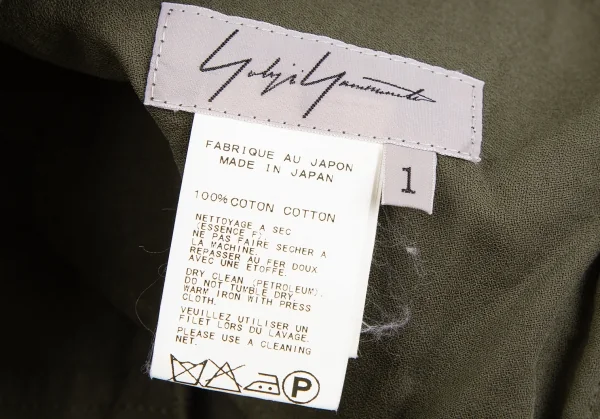 Yohji Yamamoto
FABRIQUE AU JAPON
MADE IN JAPAN
1
100% COTON COTTON
NETTOYAGE A SEC
(ESSENCE F).
NE PAS FAIRE SECHER A
LA MACHINE.
REPASSER AU FER DOUX
AVEC UNE ETOFFE.
DRY CLEAN (PETROLEUM).
DO NOT TUMBLE DRY.
WARM IRON WITH PRESS
CLOTH.
VEUILLEZ UTILISER UN
FILET LORS DU LAVAGE.
PLEASE USE A CLEANING
NET.
P